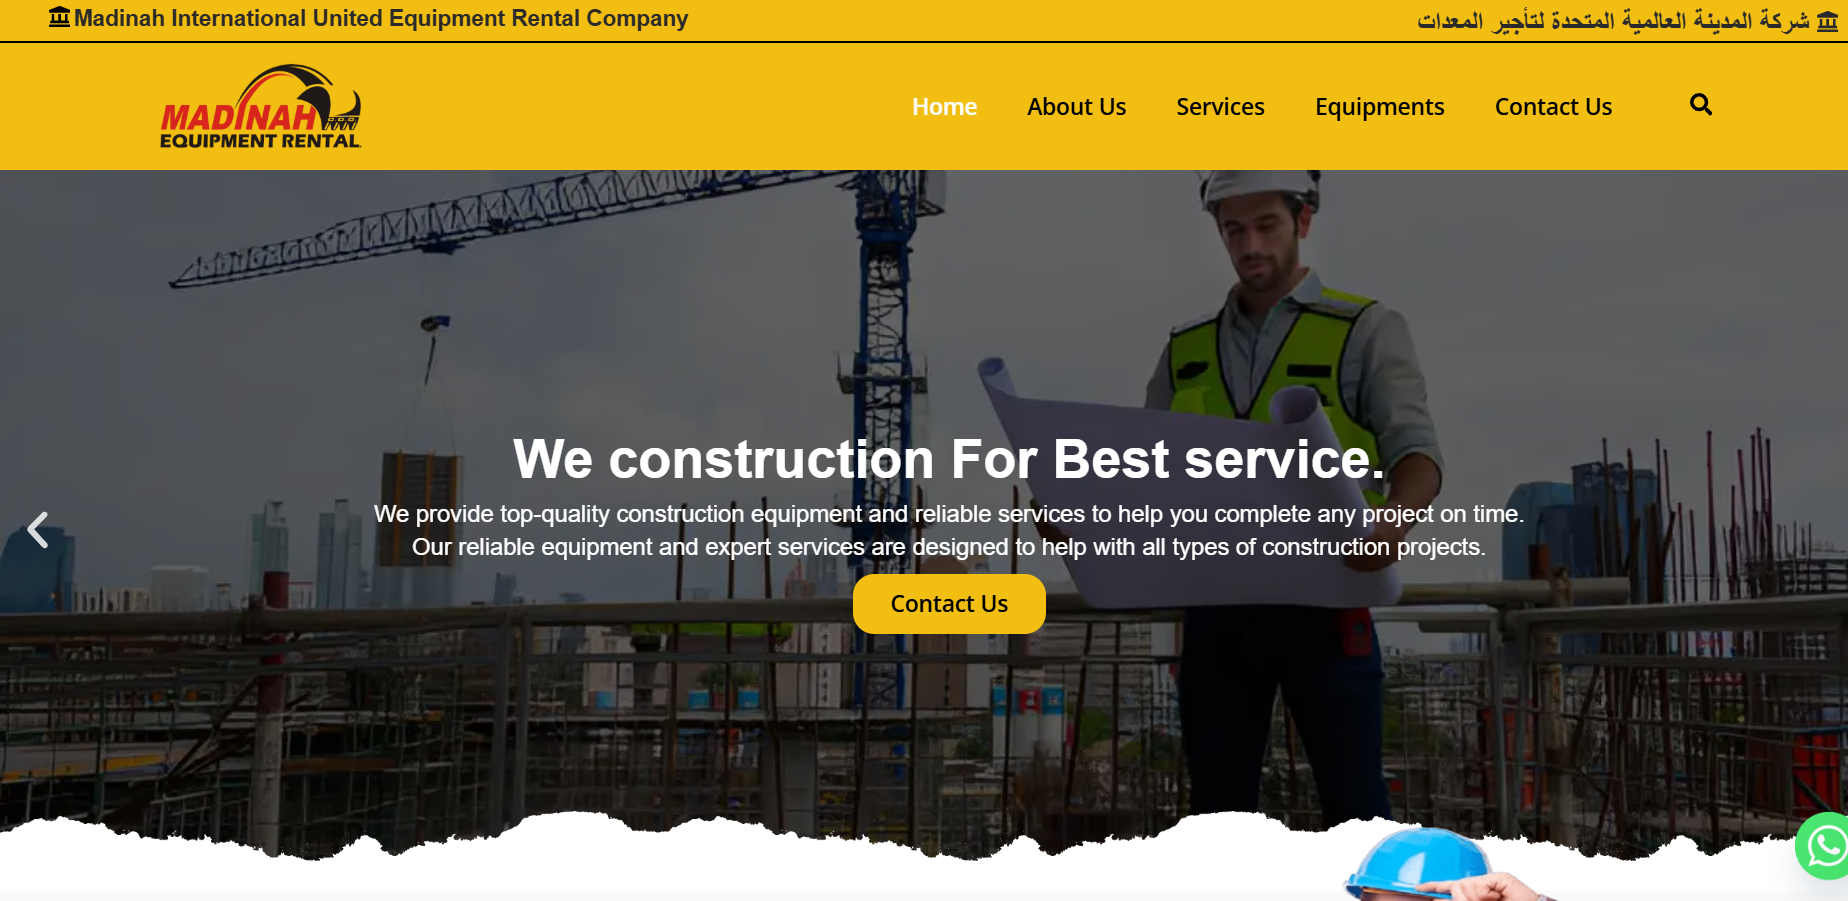 Madinah International United Equipment Rental Company
شركة المدينة العالمية المتحدة لتأجير المعدات
MADINAH
EQUIPMENT RENTAL
Home About Us Services Equipments Contact Us
We construction For Best service.
We provide top-quality construction equipment and reliable services to help you complete any project on time.
Our reliable equipment and expert services are designed to help with all types of construction projects.
Contact Us